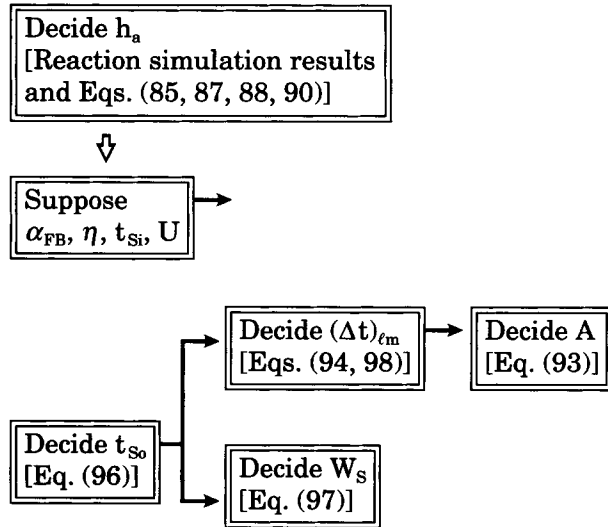 Decide hₐ
[Reaction simulation results
and Eqs. (85, 87, 88, 90)]
Suppose
α_FB, η, t_Si, U
Decide (Δt)_ℓm
[Eqs. (94, 98)]
Decide A
[Eq. (93)]
Decide t_So
[Eq. (96)]
Decide W_S
[Eq. (97)]